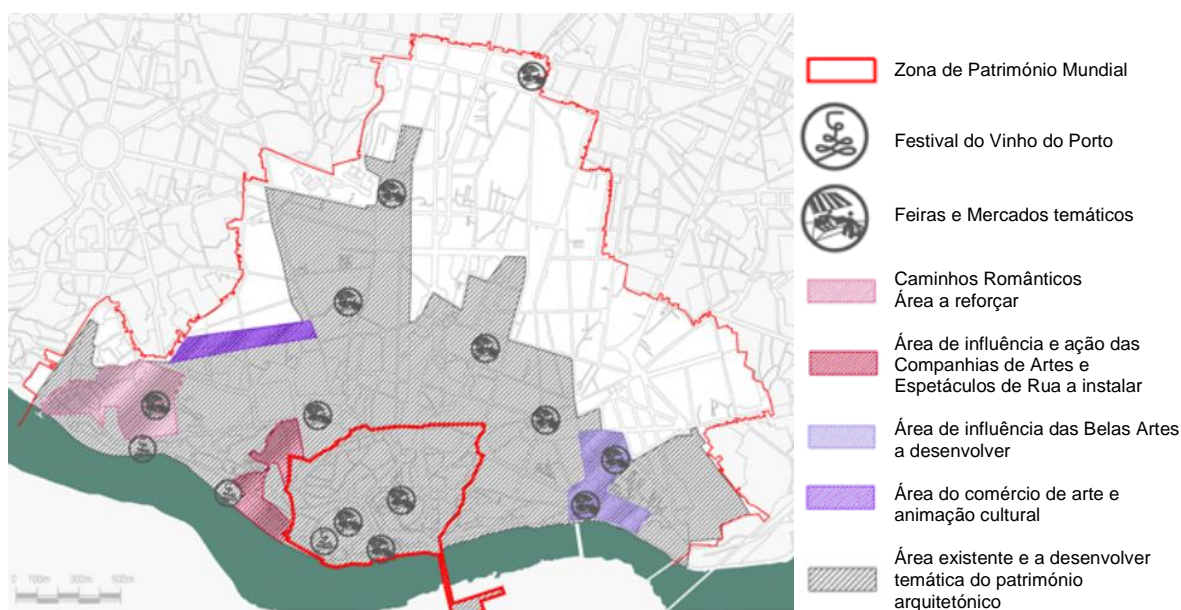 Zona de Património Mundial
Festival do Vinho do Porto
Feiras e Mercados temáticos
Caminhos Românticos
Área a reforçar
Área de influência e ação das
Companhias de Artes e
Espetáculos de Rua a instalar
Área de influência das Belas Artes
a desenvolver
Área do comércio de arte e
animação cultural
Área existente e a desenvolver
temática do património
arquitetónico
0 100m 300m 500m